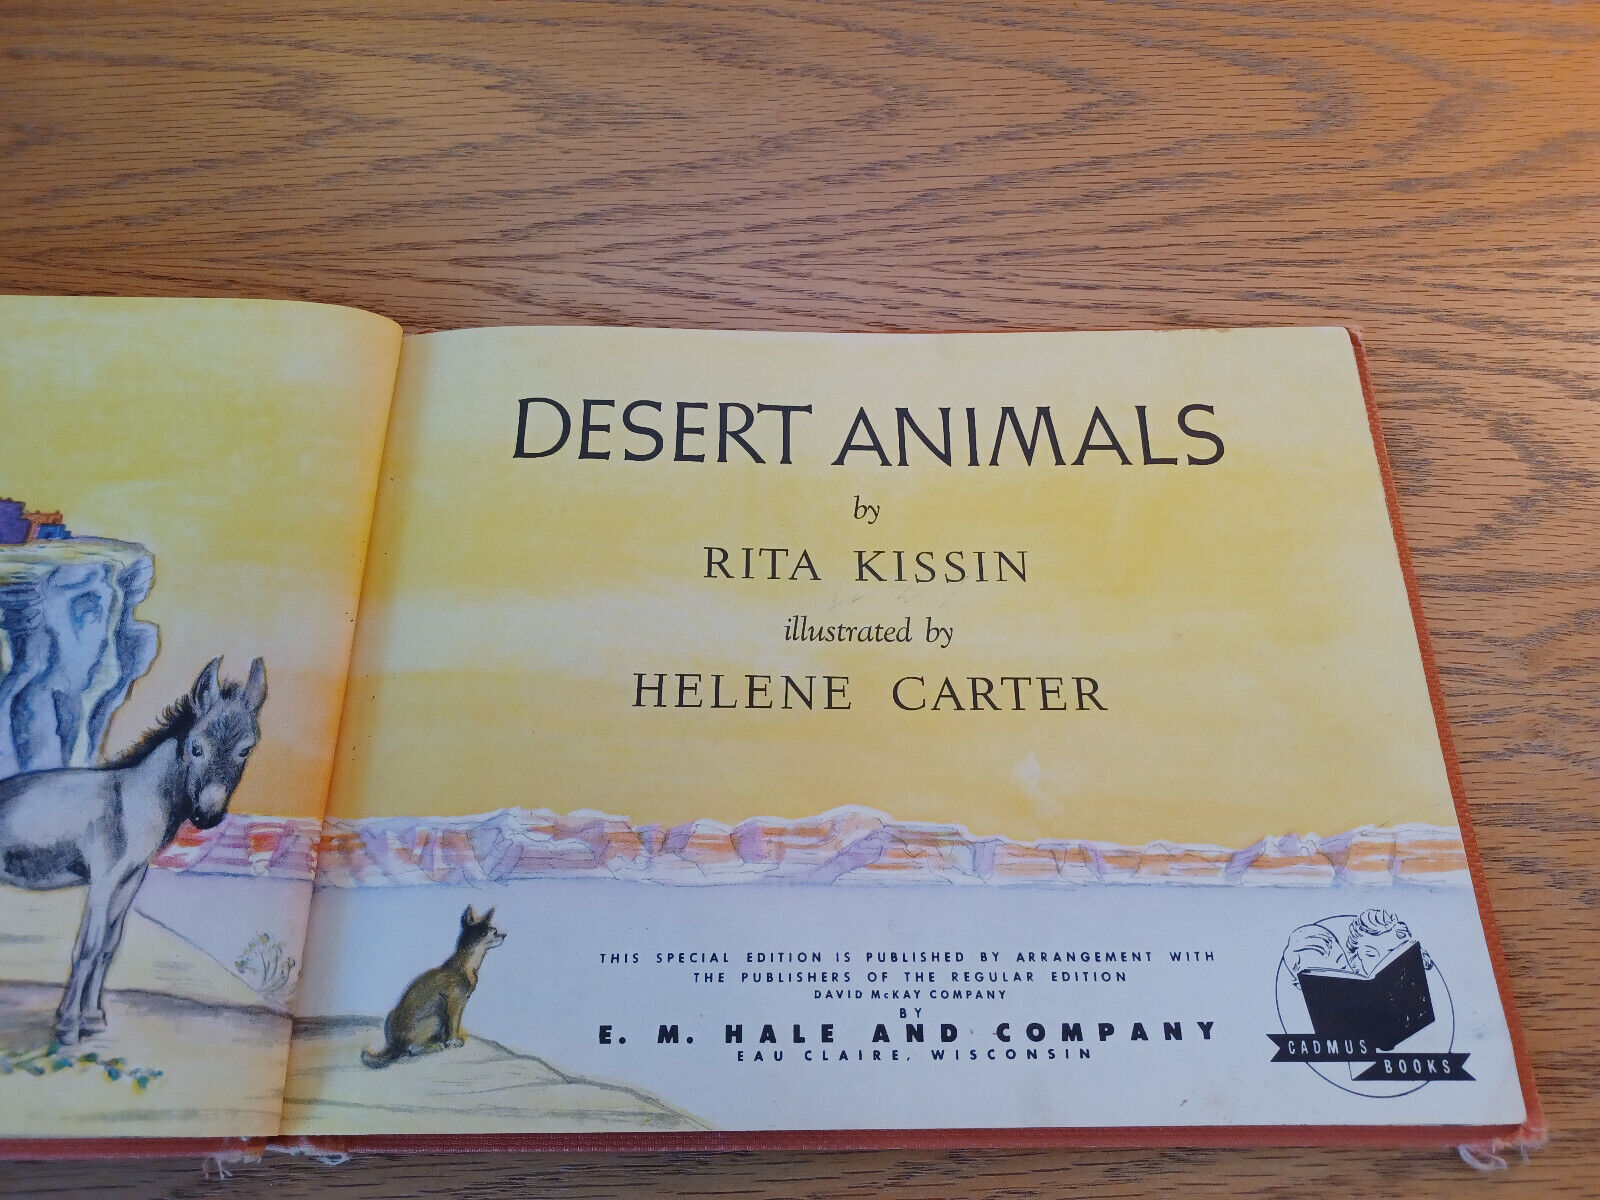 DESERT ANIMALS
by
RITA KISSIN
illustrated by
HELENE CARTER
THIS SPECIAL EDITION IS PUBLISHED BY ARRANGEMENT WITH
THE PUBLISHERS OF THE REGULAR EDITION
DAVID McKAY COMPANY
BY
E. M. HALE AND COMPANY
EAU CLAIRE, WISCONSIN
CADMUS
BOOKS